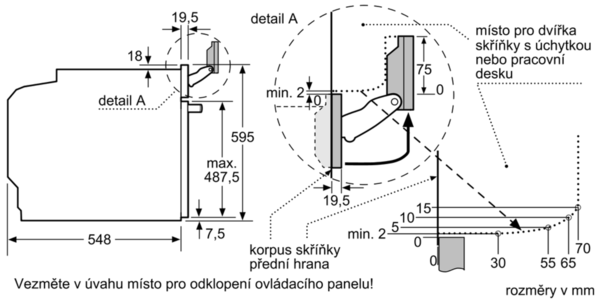 19,5
18
detail A
max.
487,5
595
7,5
548
detail A
min. 2
0
75
0
19,5
korpus skříňky
přední hrana
místo pro dvířka
skříňky s úchytkou
nebo pracovní
desku
15
10
5
min. 2
0
0
30
55
65
70
Vezměte v úvahu místo pro odklopení ovládacího panelu!
rozměry v mm